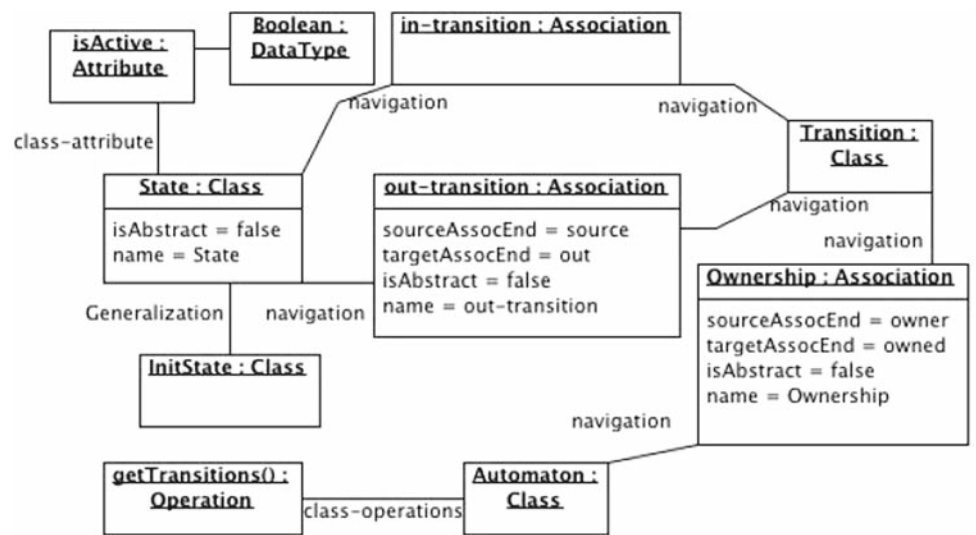 isActive :
Attribute
Boolean :
DataType
in-transition : Association
navigation
navigation
class-attribute
Transition :
Class
State : Class
isAbstract = false
name = State
out-transition : Association
sourceAssocEnd = source
targetAssocEnd = out
isAbstract = false
name = out-transition
navigation
navigation
Ownership : Association
sourceAssocEnd = owner
targetAssocEnd = owned
isAbstract = false
name = Ownership
Generalization
navigation
InitState : Class
navigation
getTransitions() :
Operation
class-operations
Automaton :
Class